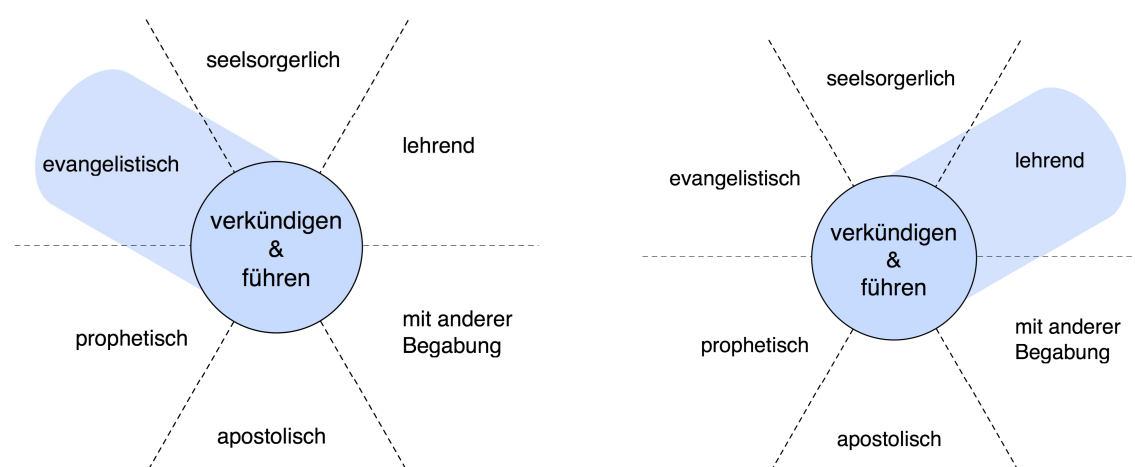 seelsorgerlich
lehrend
evangelistisch
verkündigen
&
führen
prophetisch
mit anderer
Begabung
apostolisch
seelsorgerlich
lehrend
evangelistisch
verkündigen
&
führen
prophetisch
mit anderer
Begabung
apostolisch